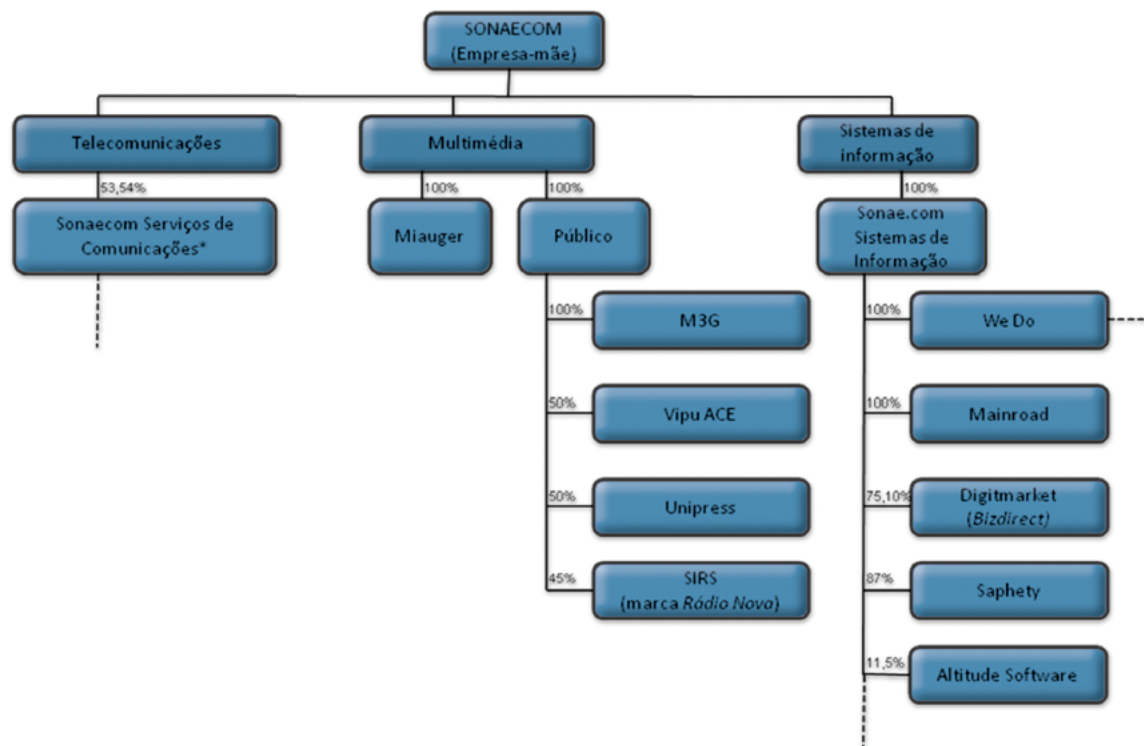 SONAECOM
(Empresa-mãe)
Telecomunicações
Multimédia
Sistemas de
informação
53,54%
100%
100%
100%
Sonaecom Serviços de
Comunicações*
Miauger
Público
Sonae.com
Sistemas de
Informação
100%
M3G
100%
We Do
50%
Vipu ACE
100%
Mainroad
50%
Unipress
75,10%
Digitmarket
(Bizdirect)
45%
SIRS
(marca Rádio Nova)
87%
Saphety
11,5%
Altitude Software